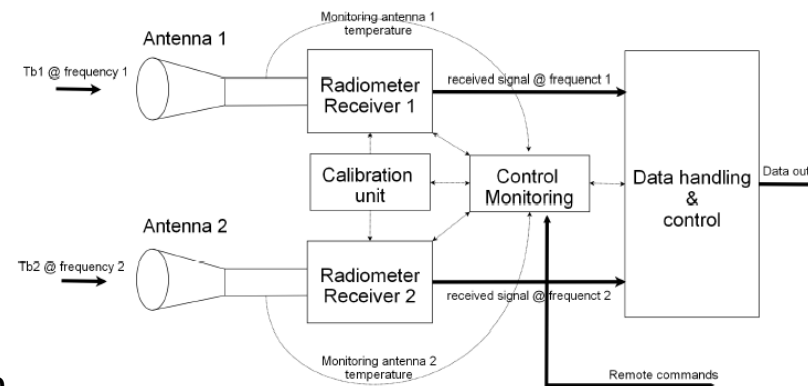 Monitoring antenna 1
temperature
Antenna 1
Tb1 @ frequency 1
Radiometer
Receiver 1
received signal @ frequenct 1
Calibration
unit
Control
Monitoring
Data handling
&
control
Data out
Antenna 2
Tb2 @ frequency 2
Radiometer
Receiver 2
received signal @ frequenct 2
Monitoring antenna 2
temperature
Remote commands